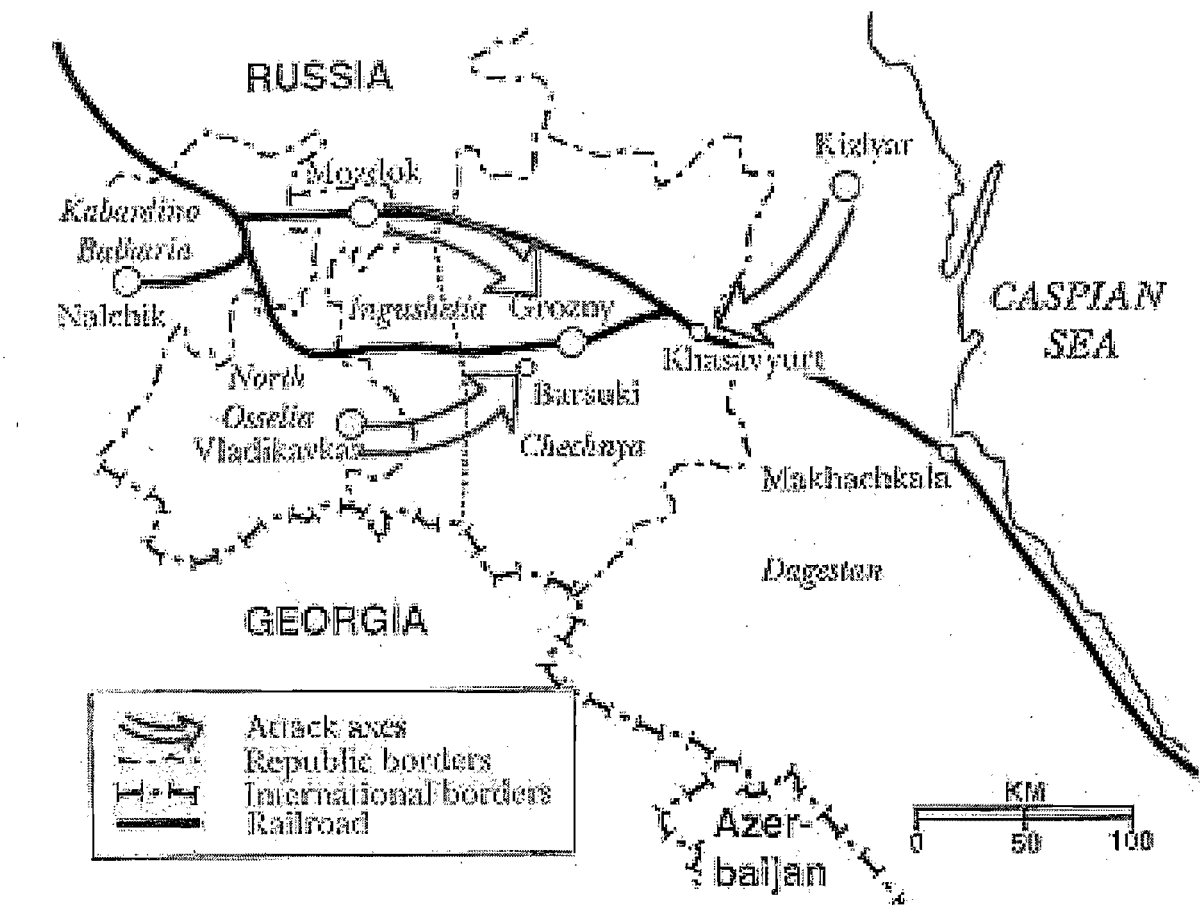 RUSSIA
Kizlyar
Mozdok
Kabardino
Balkaria
Nalchik
Ingushetia
Grozny
CASPIAN
SEA
Khasavyurt
North
Ossetia
Barsuki
Vladikavkaz
Chechnya
Makhachkala
Dagestan
GEORGIA
Attack axes
Republic borders
International borders
Railroad
KM
0 50 100
Azer-
baijan